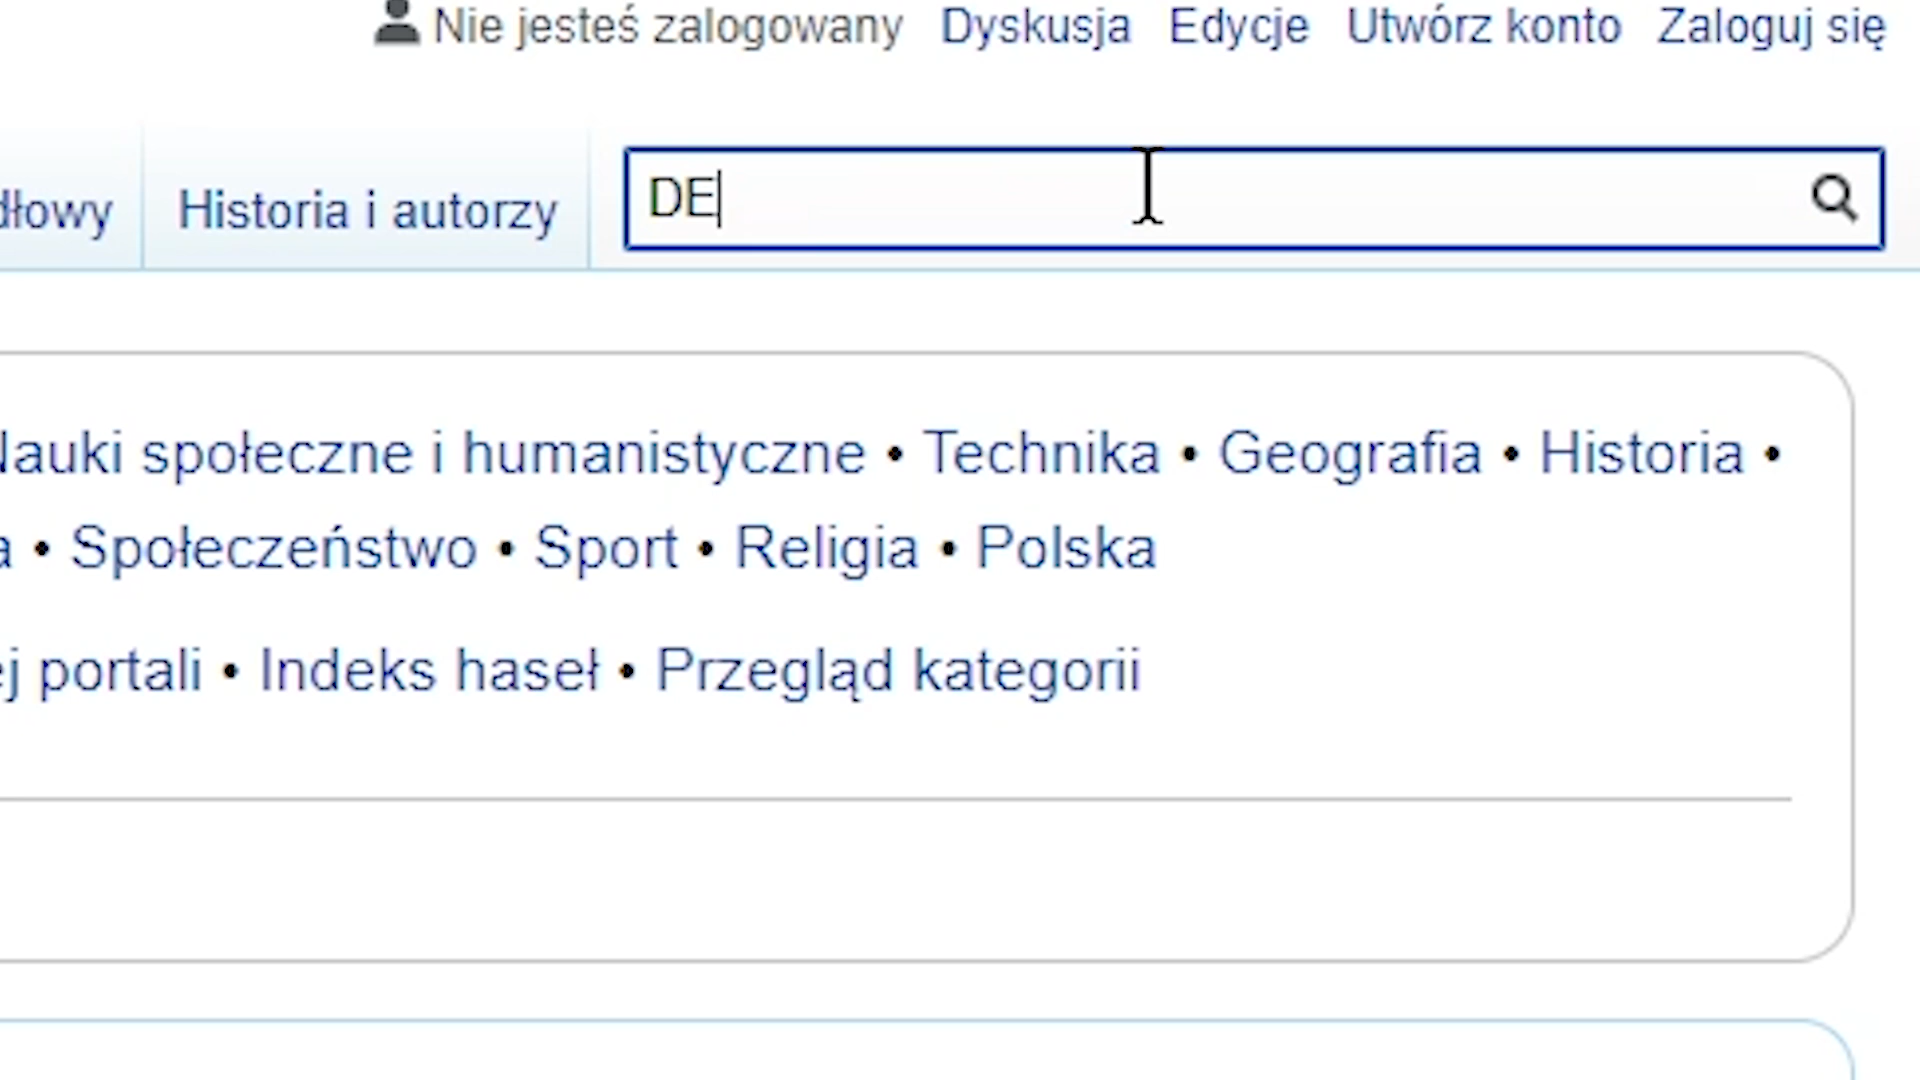 Nie jesteś zalogowany Dyskusja Edycje Utwórz konto Zaloguj się
Historia i autorzy DE
społeczne i humanistyczne • Technika • Geografia • Historia •
• Społeczeństwo • Sport • Religia • Polska
portali • Indeks haseł • Przegląd kategorii